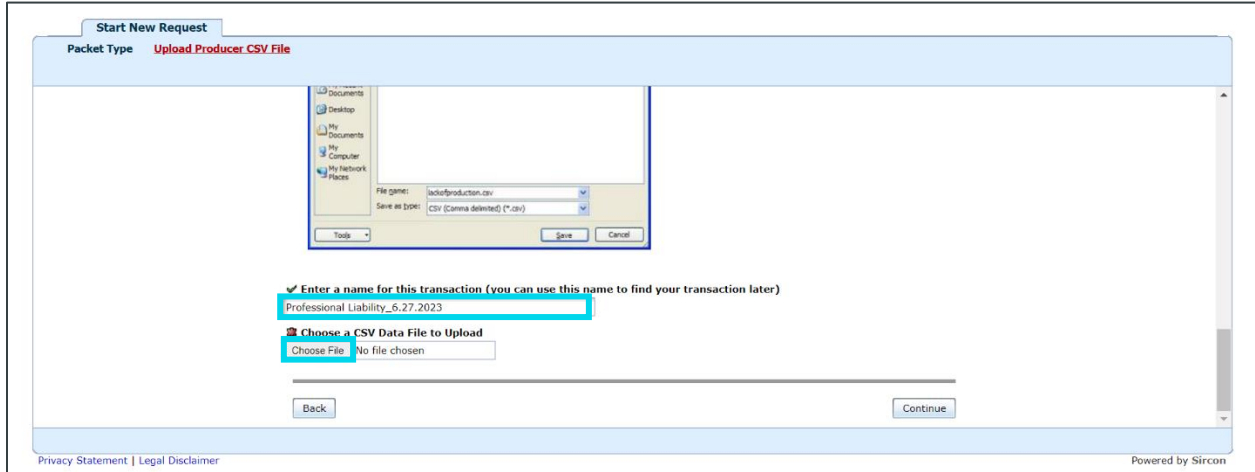 Start New Request
Packet Type Upload Producer CSV File
Documents
Desktop
My
Documents
My
Computer
My Network
Places
File name: lackofproduction.csv
Save as type: CSV (Comma delimited) (*.csv)
Tools Save Cancel
Enter a name for this transaction (you can use this name to find your transaction later)
Professional Liability_6.27.2023
Choose a CSV Data File to Upload
Choose File No file chosen
Back Continue
Privacy Statement | Legal Disclaimer Powered by Sircon